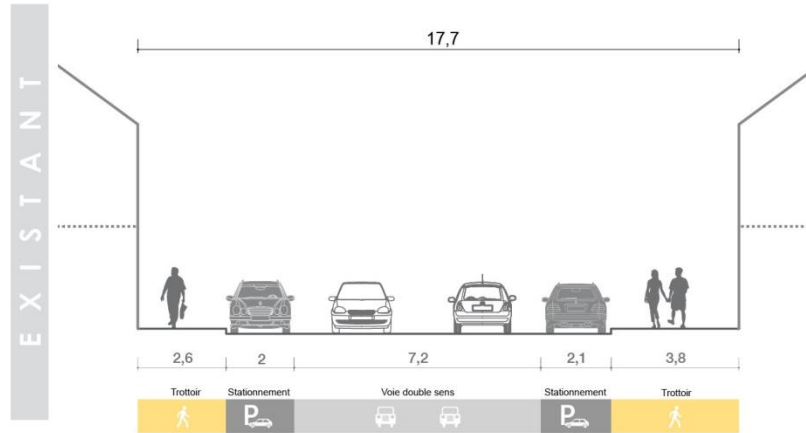 EXISTANT
17,7
2,6 2 7,2 2,1 3,8
Trottoir Stationnement Voie double sens Stationnement Trottoir
P P